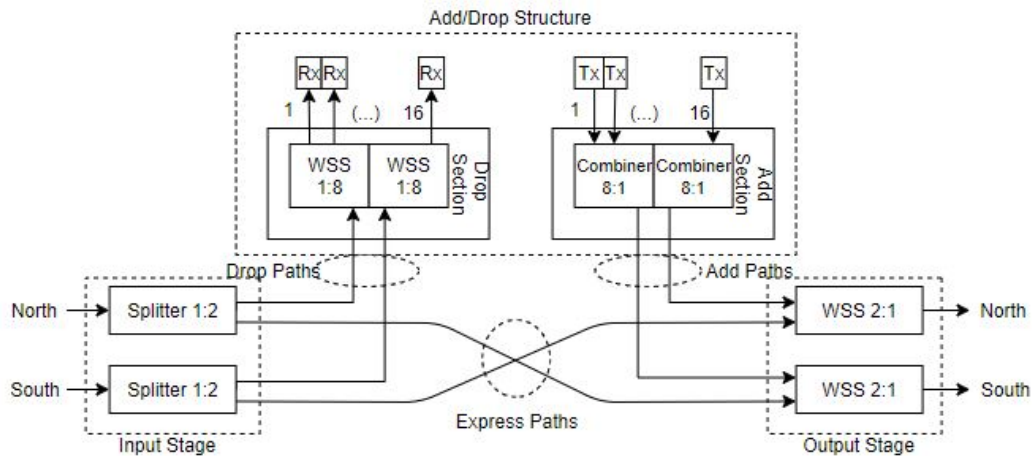 Add/Drop Structure
Rx Rx Rx
Tx Tx Tx
1 (...) 16
1 (...) 16
WSS 1:8
WSS 1:8
Drop Section
Combiner 8:1
Combiner 8:1
Add Section
Drop Paths
Add Paths
North
Splitter 1:2
WSS 2:1
North
South
Splitter 1:2
WSS 2:1
South
Express Paths
Input Stage
Output Stage